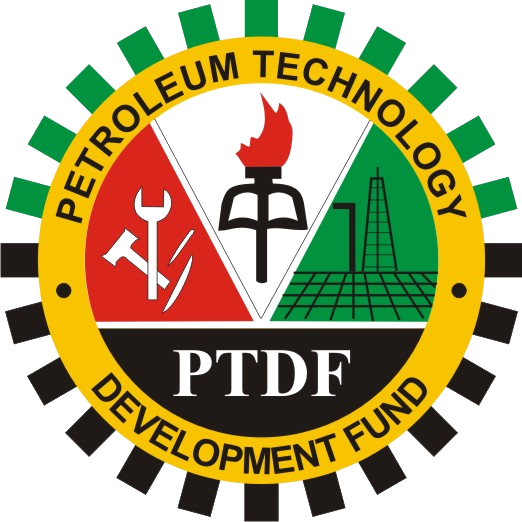 PETROLEUM TECHNOLOGY
PTDF
DEVELOPMENT FUND